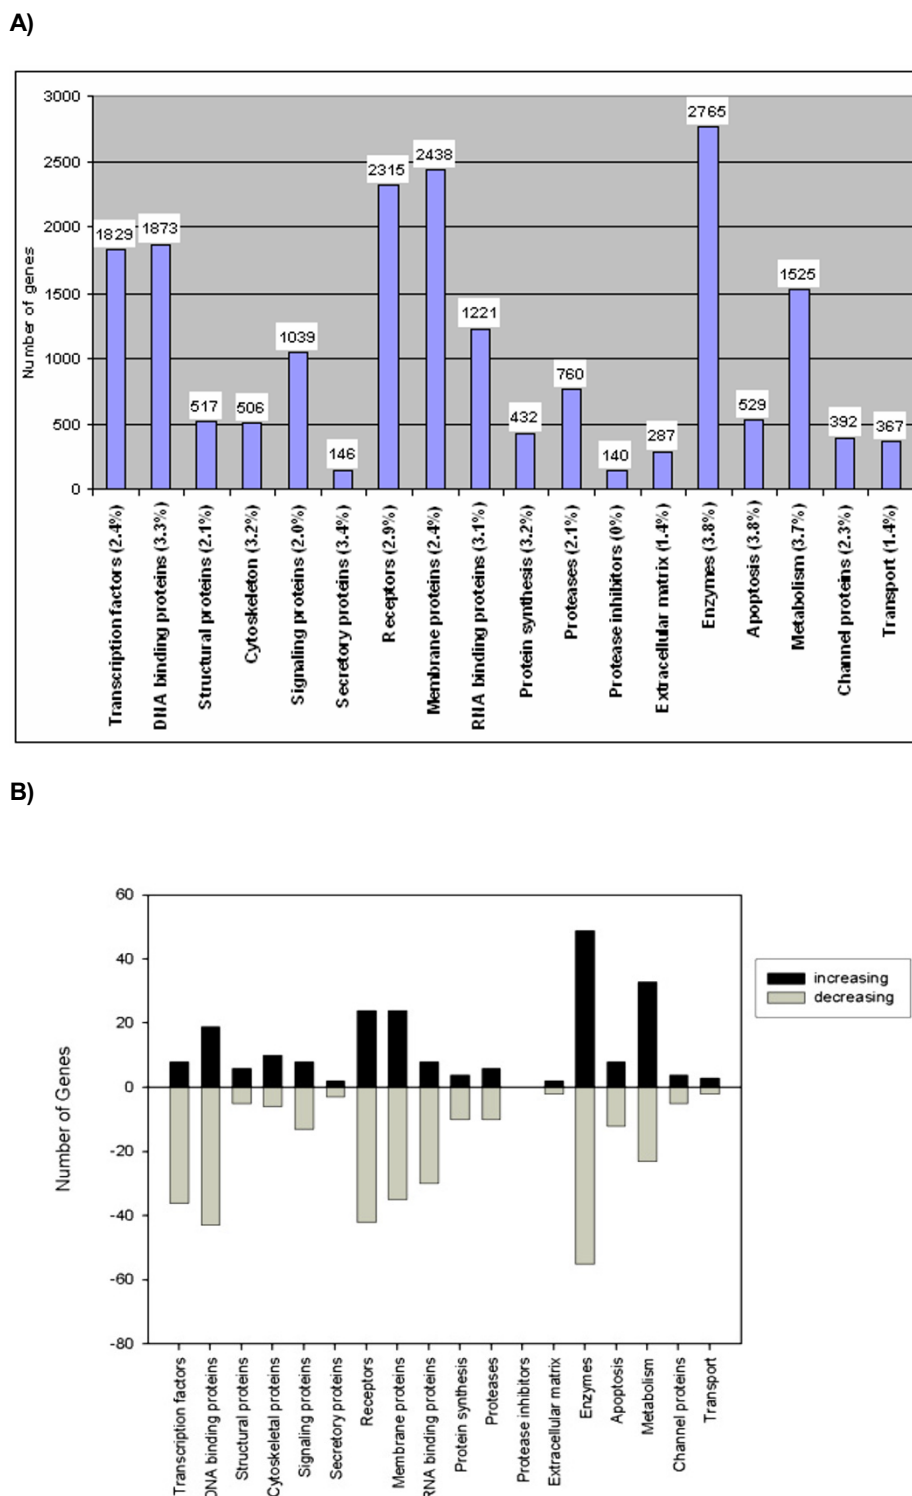 A)
3000
2500
2000
1500
1000
500
0
Number of genes
1829
1873
517
506
1039
146
2315
2438
1221
432
760
140
287
2765
529
1525
392
367
Transcription factors (2.4%)
DNA binding proteins (3.3%)
Structural proteins (2.1%)
Cytoskeleton (3.2%)
Signaling proteins (2.0%)
Secretory proteins (3.4%)
Receptors (2.9%)
Membrane proteins (2.4%)
RNA binding proteins (3.1%)
Protein synthesis (3.2%)
Proteases (2.1%)
Protease inhibitors (0%)
Extracellular matrix (1.4%)
Enzymes (3.8%)
Apoptosis (3.8%)
Metabolism (3.7%)
Channel proteins (2.3%)
Transport (1.4%)
B)
60
40
20
0
-20
-40
-60
-80
Number of Genes
increasing
decreasing
Transcription factors
DNA binding proteins
Structural proteins
Cytoskeletal proteins
Signaling proteins
Secretory proteins
Receptors
Membrane proteins
RNA binding proteins
Protein synthesis
Proteases
Protease inhibitors
Extracellular matrix
Enzymes
Apoptosis
Metabolism
Channel proteins
Transport